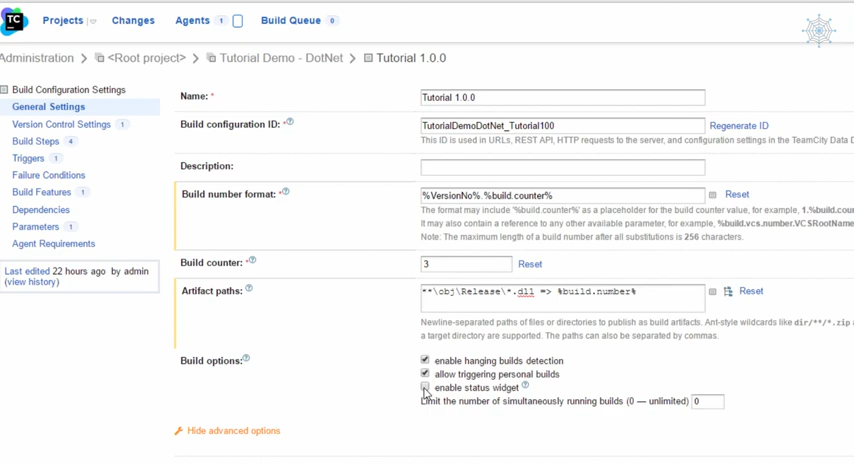 TC
Projects Changes Agents 1 Build Queue 0
Administration > <Root project> > Tutorial Demo - DotNet > Tutorial 1.0.0
Build Configuration Settings
General Settings
Version Control Settings 1
Build Steps 4
Triggers 1
Failure Conditions
Build Features 1
Dependencies
Parameters 1
Agent Requirements
Last edited 22 hours ago by admin
(view history)
Name: * Tutorial 1.0.0
Build configuration ID: * TutorialDemoDotNet_Tutorial100 Regenerate ID
This ID is used in URLs, REST API, HTTP requests to the server, and configuration settings in the TeamCity Data D
Description:
Build number format: * %VersionNo%.%build.counter% Reset
The format may include '%build.counter%' as a placeholder for the build counter value, for example, 1.%build.cou
It may also contain a reference to any other available parameter, for example, %build.vcs.number.VCSRootName
Note: The maximum length of a build number after all substitutions is 256 characters.
Build counter: * 3 Reset
Artifact paths: **\obj\Release\*.dll => %build.number% Reset
Newline-separated paths of files or directories to publish as build artifacts. Ant-style wildcards like dir/**/*.zip a
a target directory are supported. The paths can also be separated by commas.
Build options: enable hanging builds detection
allow triggering personal builds
enable status widget
Limit the number of simultaneously running builds (0 — unlimited) 0
Hide advanced options